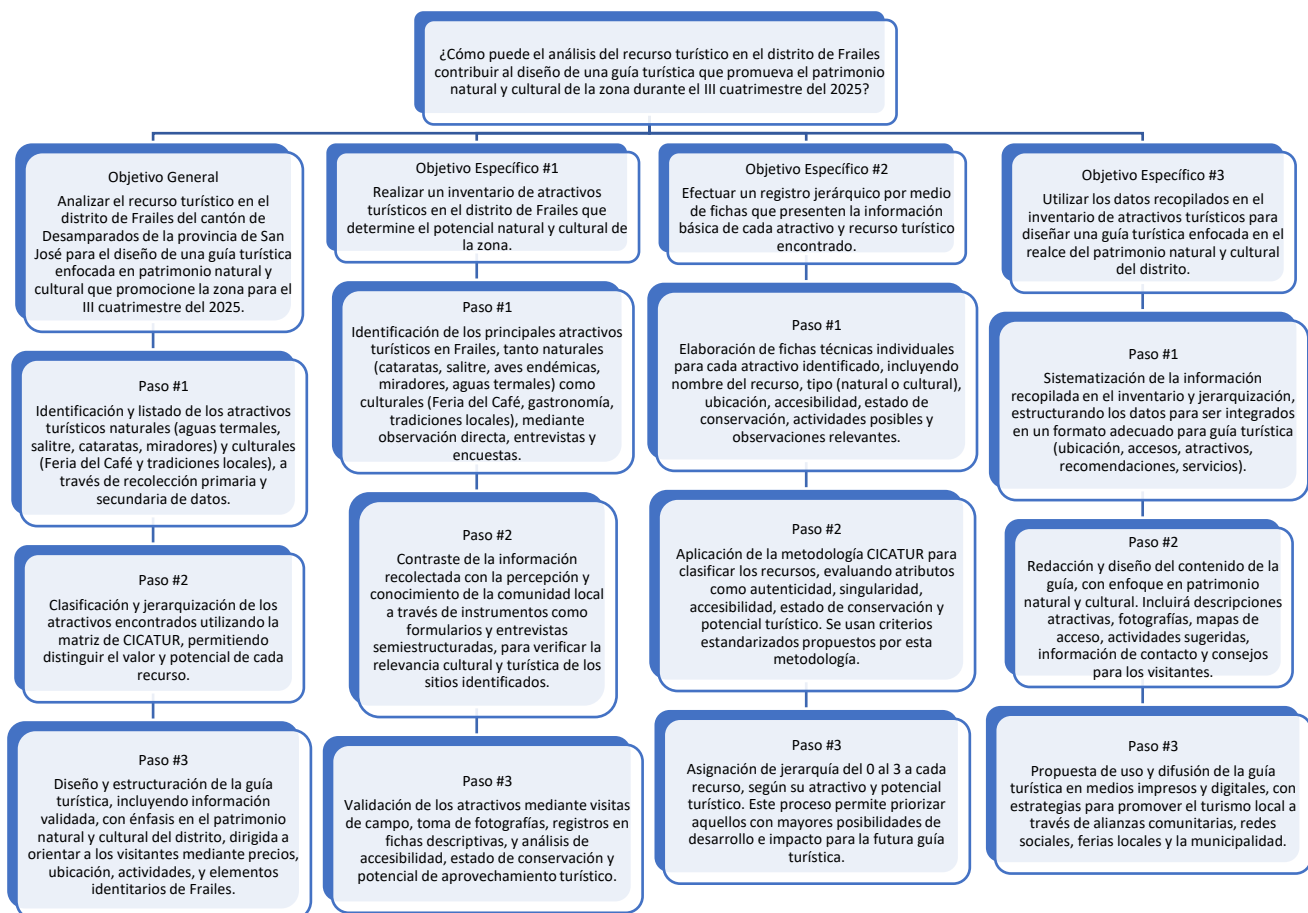 ¿Cómo puede el análisis del recurso turístico en el distrito de Frailes
contribuir al diseño de una guía turística que promueva el patrimonio
natural y cultural de la zona durante el III cuatrimestre del 2025?
Objetivo General
Analizar el recurso turístico en el
distrito de Frailes del cantón de
Desamparados de la provincia de San
José para el diseño de una guía turística
enfocada en patrimonio natural y
cultural que promocione la zona para el
III cuatrimestre del 2025.
Paso #1
Identificación y listado de los atractivos
turísticos naturales (aguas termales,
salitre, cataratas, miradores) y culturales
(Feria del Café y tradiciones locales), a
través de recolección primaria y
secundaria de datos.
Paso #2
Clasificación y jerarquización de los
atractivos encontrados utilizando la
matriz de CICATUR, permitiendo
distinguir el valor y potencial de cada
recurso.
Paso #3
Diseño y estructuración de la guía
turística, incluyendo información
validada, con énfasis en el patrimonio
natural y cultural del distrito, dirigida a
orientar a los visitantes mediante precios,
ubicación, actividades, y elementos
identitarios de Frailes.
Objetivo Específico #1
Realizar un inventario de atractivos
turísticos en el distrito de Frailes que
determine el potencial natural y cultural de
la zona.
Paso #1
Identificación de los principales atractivos
turísticos en Frailes, tanto naturales
(cataratas, salitre, aves endémicas,
miradores, aguas termales) como
culturales (Feria del Café, gastronomía,
tradiciones locales), mediante
observación directa, entrevistas y
encuestas.
Paso #2
Contraste de la información
recolectada con la percepción y
conocimiento de la comunidad local
a través de instrumentos como
formularios y entrevistas
semiestructuradas, para verificar la
relevancia cultural y turística de los
sitios identificados.
Paso #3
Validación de los atractivos mediante visitas
de campo, toma de fotografías, registros en
fichas descriptivas, y análisis de
accesibilidad, estado de conservación y
potencial de aprovechamiento turístico.
Objetivo Específico #2
Efectuar un registro jerárquico por medio
de fichas que presenten la información
básica de cada atractivo y recurso turístico
encontrado.
Paso #1
Elaboración de fichas técnicas individuales
para cada atractivo identificado, incluyendo
nombre del recurso, tipo (natural o cultural),
ubicación, accesibilidad, estado de
conservación, actividades posibles y
observaciones relevantes.
Paso #2
Aplicación de la metodología CICATUR para
clasificar los recursos, evaluando atributos
como autenticidad, singularidad,
accesibilidad, estado de conservación y
potencial turístico. Se usan criterios
estandarizados propuestos por esta
metodología.
Paso #3
Asignación de jerarquía del 0 al 3 a cada
recurso, según su atractivo y potencial
turístico. Este proceso permite priorizar
aquellos con mayores posibilidades de
desarrollo e impacto para la futura guía
turística.
Objetivo Específico #3
Utilizar los datos recopilados en el
inventario de atractivos turísticos para
diseñar una guía turística enfocada en el
realce del patrimonio natural y cultural
del distrito.
Paso #1
Sistematización de la información
recopilada en el inventario y jerarquización,
estructurando los datos para ser integrados
en un formato adecuado para guía turística
(ubicación, accesos, atractivos,
recomendaciones, servicios).
Paso #2
Redacción y diseño del contenido de la
guía, con enfoque en patrimonio
natural y cultural. Incluirá descripciones
atractivas, fotografías, mapas de
acceso, actividades sugeridas,
información de contacto y consejos
para los visitantes.
Paso #3
Propuesta de uso y difusión de la guía
turística en medios impresos y digitales,
con estrategias para promover el turismo local a
través de alianzas comunitarias, redes
sociales, ferias locales y la municipalidad.